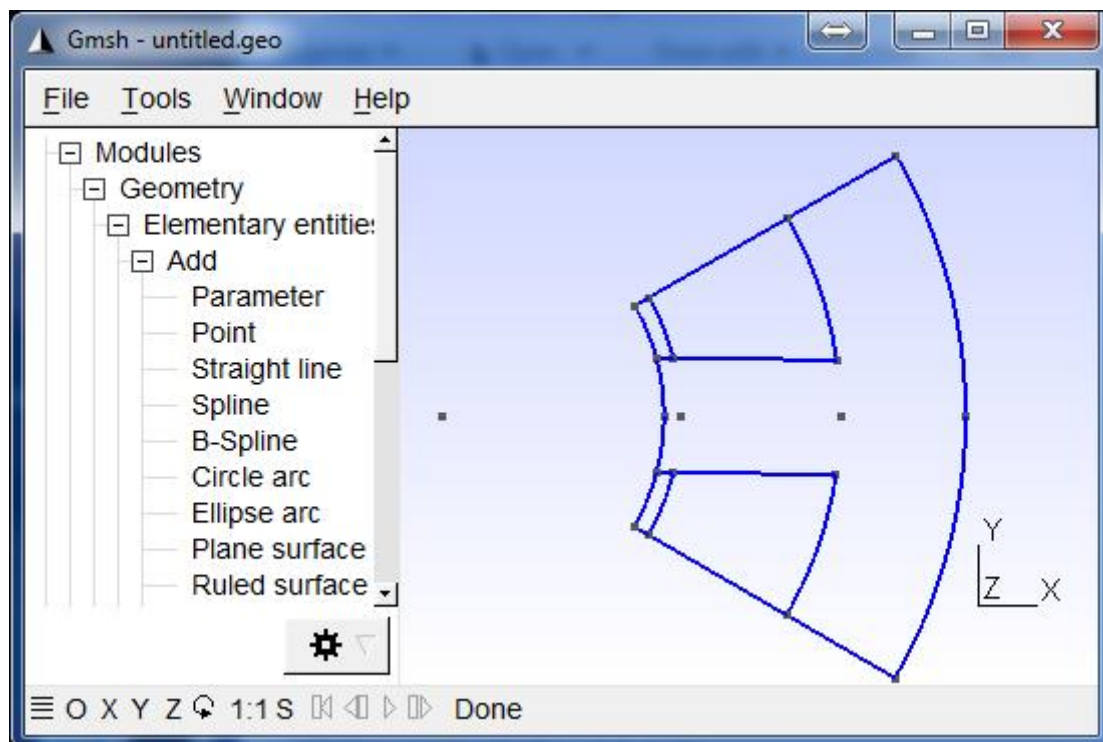 Gmsh - untitled.geo
File Tools Window Help
Modules
Geometry
Elementary entities
Add
Parameter
Point
Straight line
Spline
B-Spline
Circle arc
Ellipse arc
Plane surface
Ruled surface
Y
Z X
O X Y Z 1:1 S Done